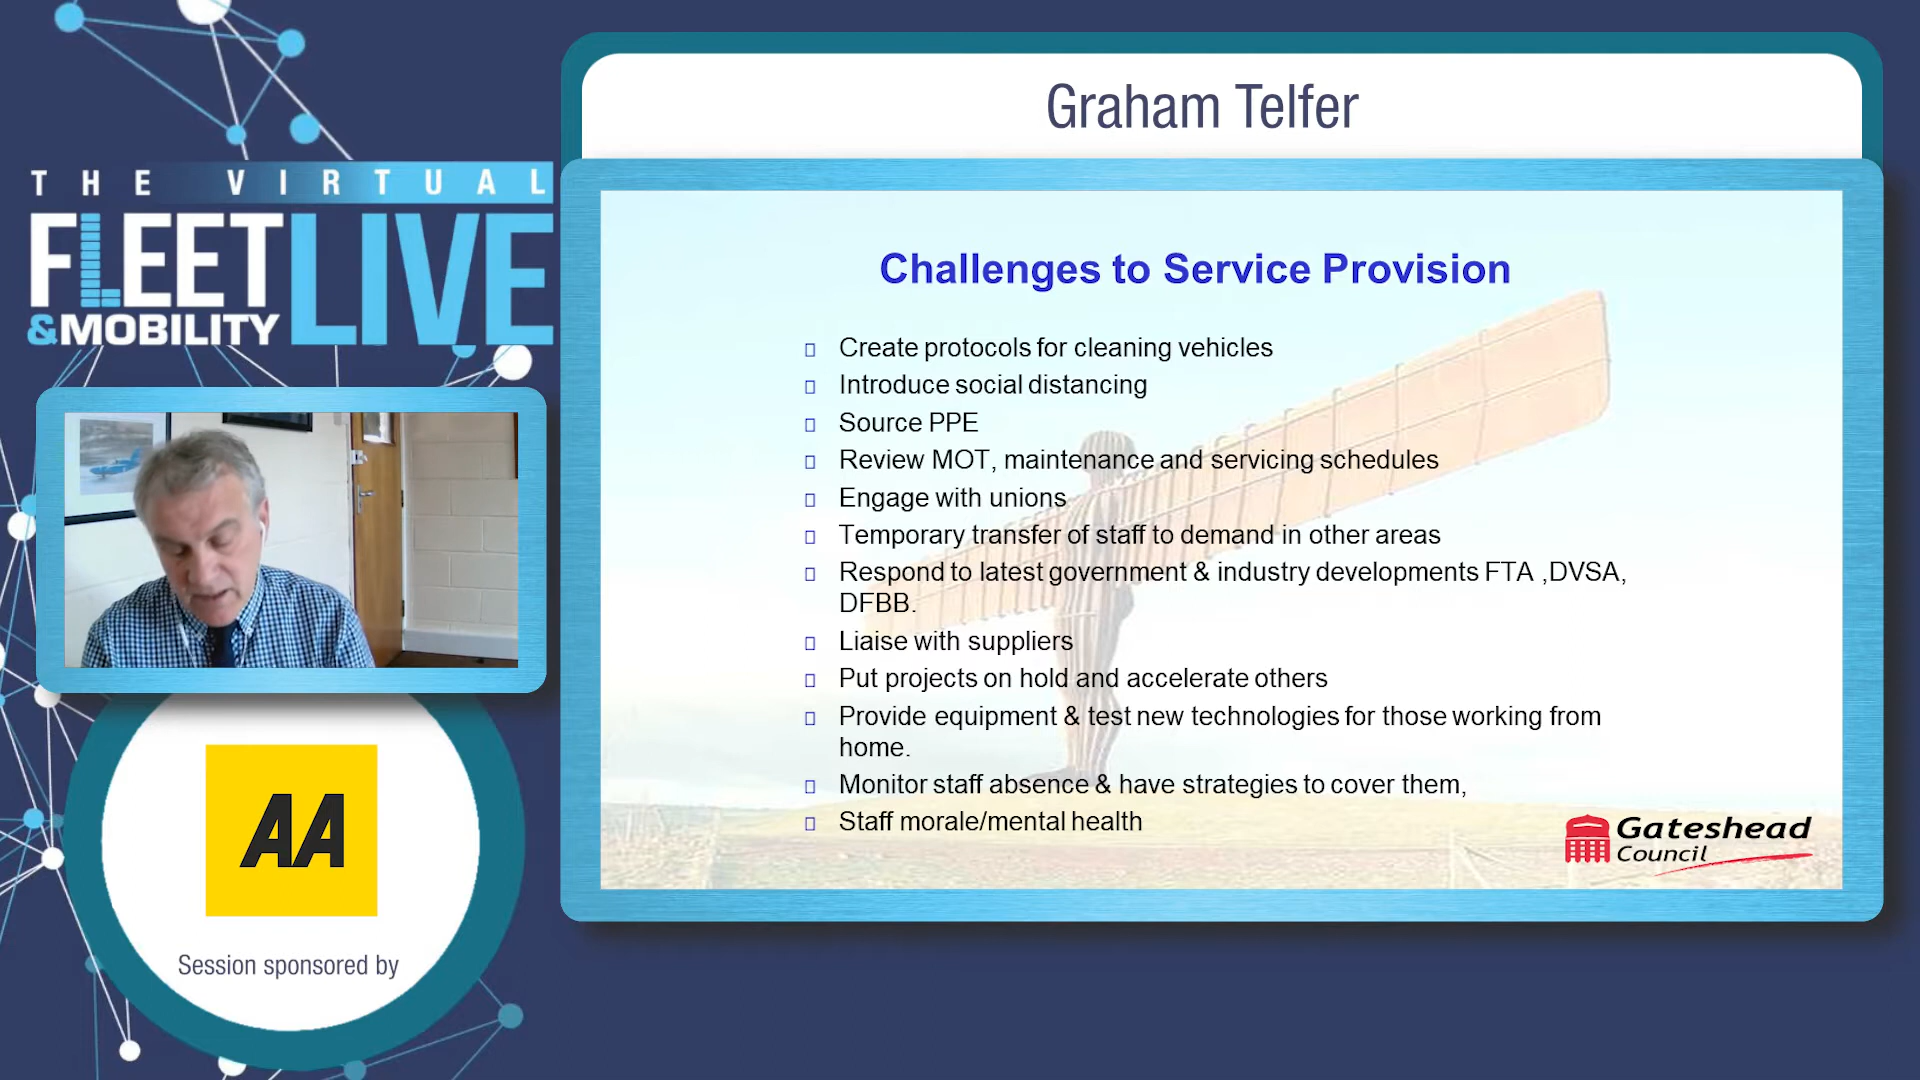 THE VIRTUAL
FLEET
&MOBILITY
LIVE
AA
Session sponsored by
Graham Telfer
Challenges to Service Provision
Create protocols for cleaning vehicles
Introduce social distancing
Source PPE
Review MOT, maintenance and servicing schedules
Engage with unions
Temporary transfer of staff to demand in other areas
Respond to latest government & industry developments FTA ,DVSA,
DFBB.
Liaise with suppliers
Put projects on hold and accelerate others
Provide equipment & test new technologies for those working from
home.
Monitor staff absence & have strategies to cover them,
Staff morale/mental health
Gateshead
Council